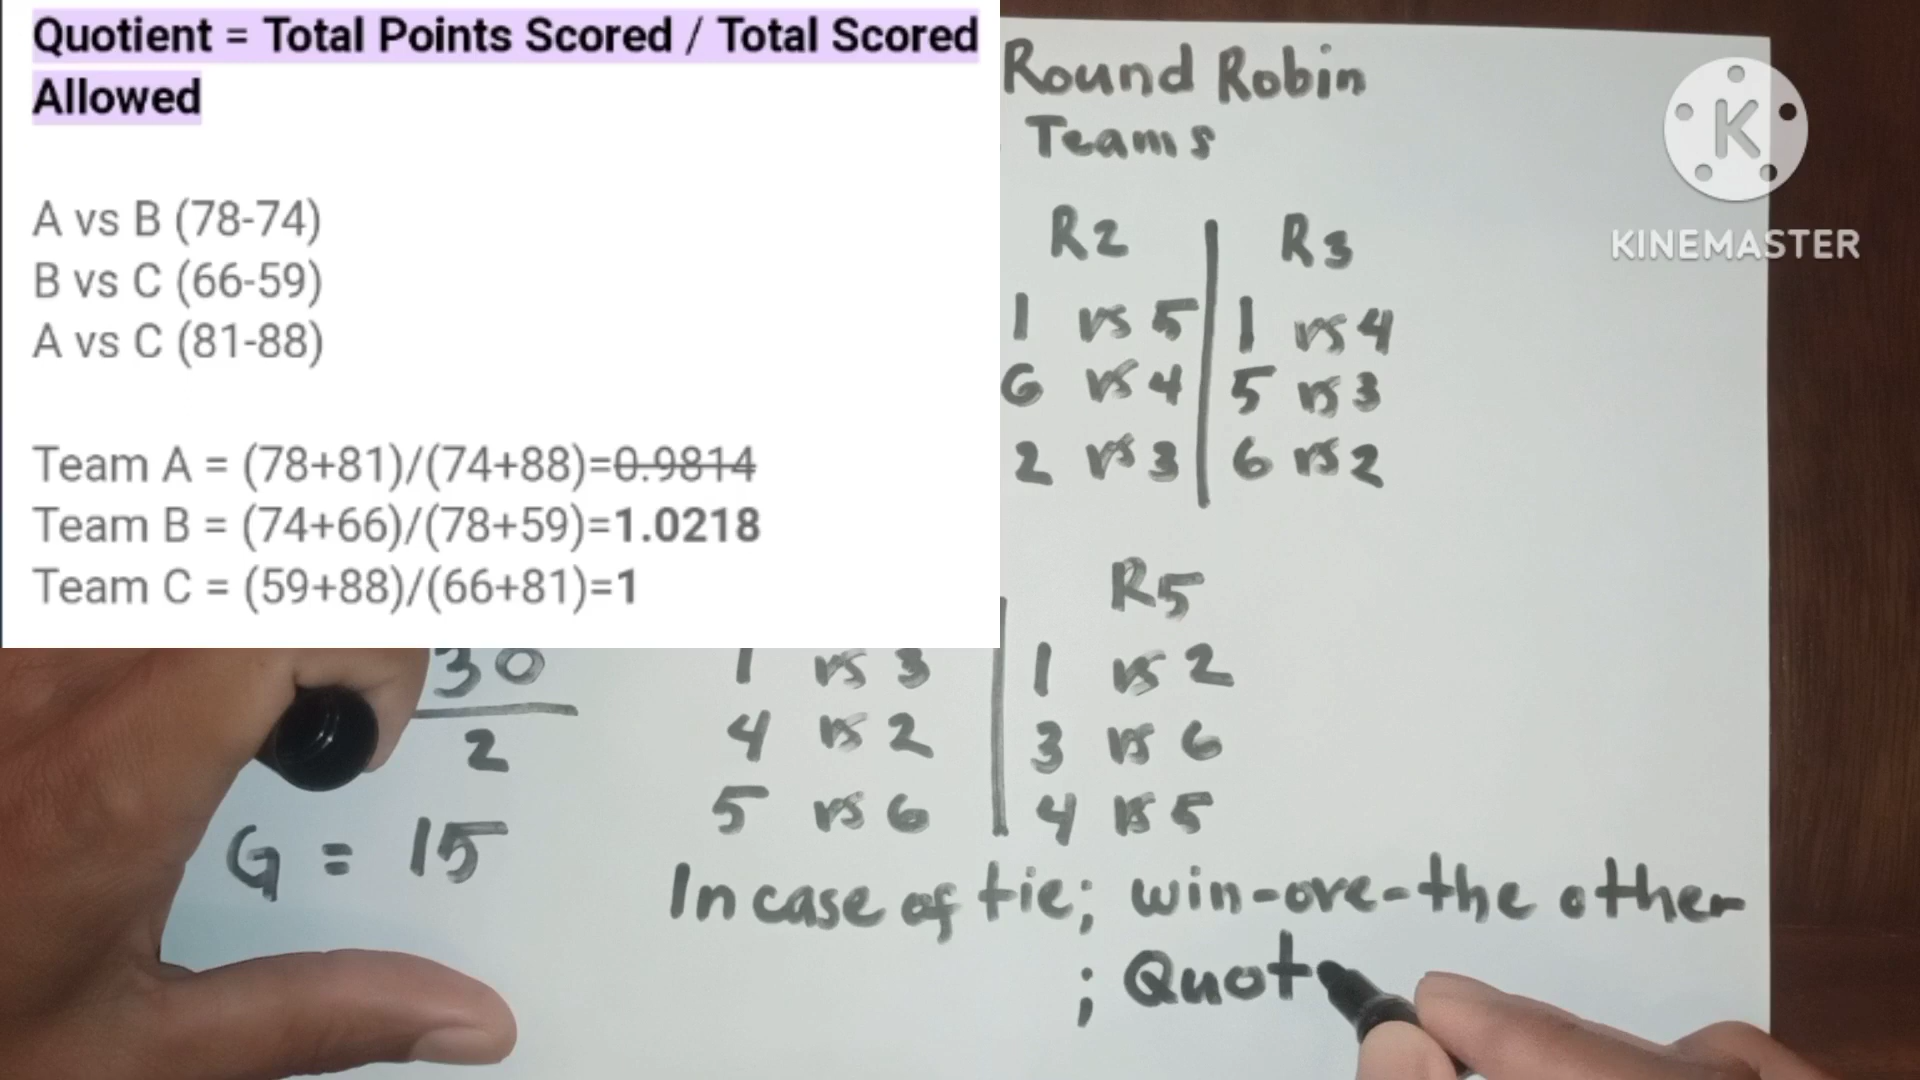 Quotient = Total Points Scored / Total Scored
Allowed
A vs B (78-74)
B vs C (66-59)
A vs C (81-88)
Team A = (78+81)/(74+88)=0.9814
Team B = (74+66)/(78+59)=1.0218
Team C = (59+88)/(66+81)=1
Round Robin
Teams
K
KINEMASTER
R2
R3
1 vs 5
1 vs 4
6 vs 4
5 vs 3
2 vs 3
6 vs 2
R5
30
2
G = 15
1 vs 3
1 vs 2
4 vs 2
3 vs 6
5 vs 6
4 vs 5
In case of tie; win-ove-the other
; Quot